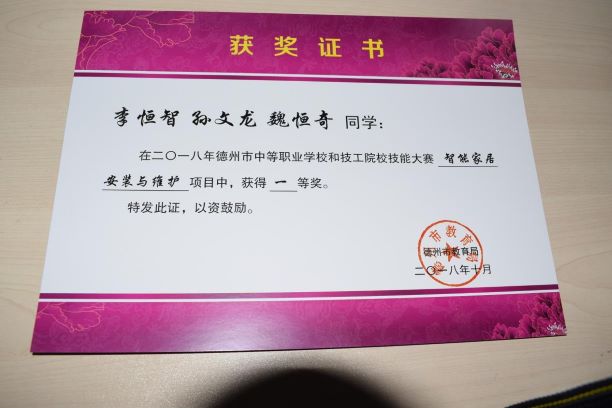 获奖证书
李恒智 孙文龙 魏恒奇 同学：
在二〇一八年德州市中等职业学校和技工院校技能大赛 智能家居
安装与维护 项目中，获得 一 等奖。
特发此证，以资鼓励。
德州市教育局
二〇一八年十月